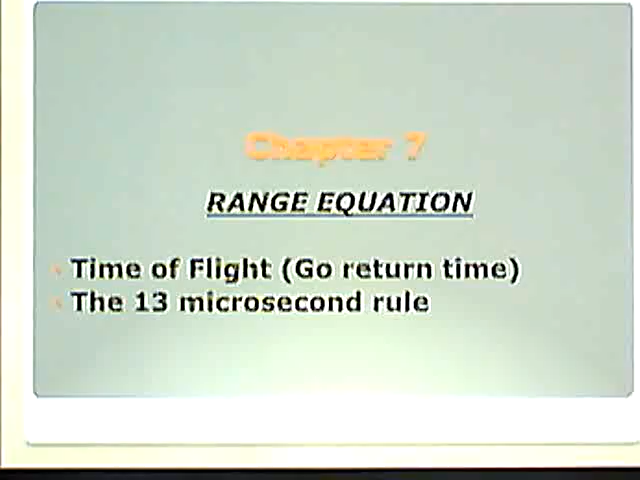 Chapter 7
RANGE EQUATION
Time of Flight (Go return time)
The 13 microsecond rule